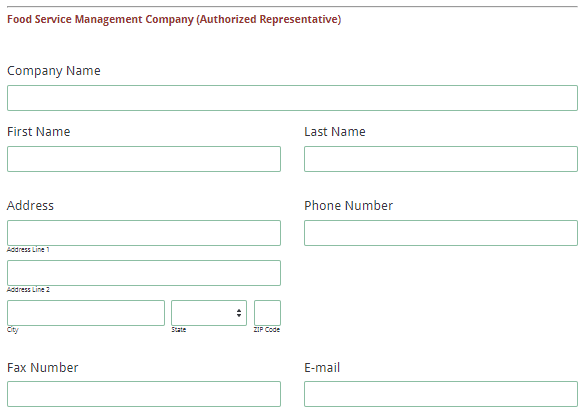 Food Service Management Company (Authorized Representative)
Company Name
First Name
Last Name
Address
Phone Number
Address Line 1
Address Line 2
City
State
ZIP Code
Fax Number
E-mail